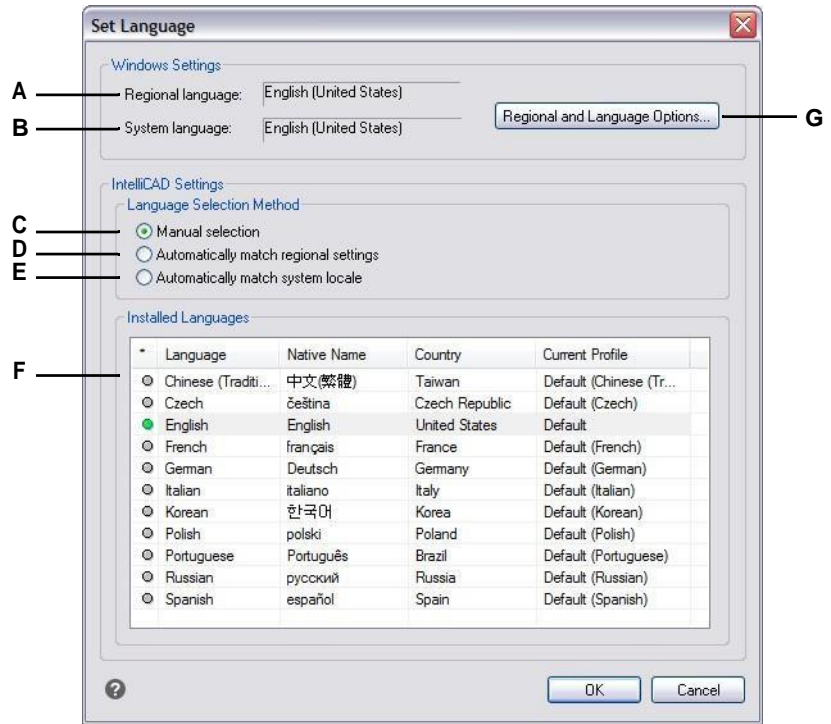 Set Language
Windows Settings
A Regional language: English (United States)
B System language: English (United States)
Regional and Language Options... G
IntelliCAD Settings
Language Selection Method
C Manual selection
D Automatically match regional settings
E Automatically match system locale
Installed Languages
F
* Language Native Name Country Current Profile
Chinese (Traditi... 中文(繁體) Taiwan Default (Chinese (Tr...
Czech čeština Czech Republic Default (Czech)
English English United States Default
French français France Default (French)
German Deutsch Germany Default (German)
Italian italiano Italy Default (Italian)
Korean 한국어 Korea Default (Korean)
Polish polski Poland Default (Polish)
Portuguese Português Brazil Default (Portuguese)
Russian русский Russia Default (Russian)
Spanish español Spain Default (Spanish)
? OK Cancel